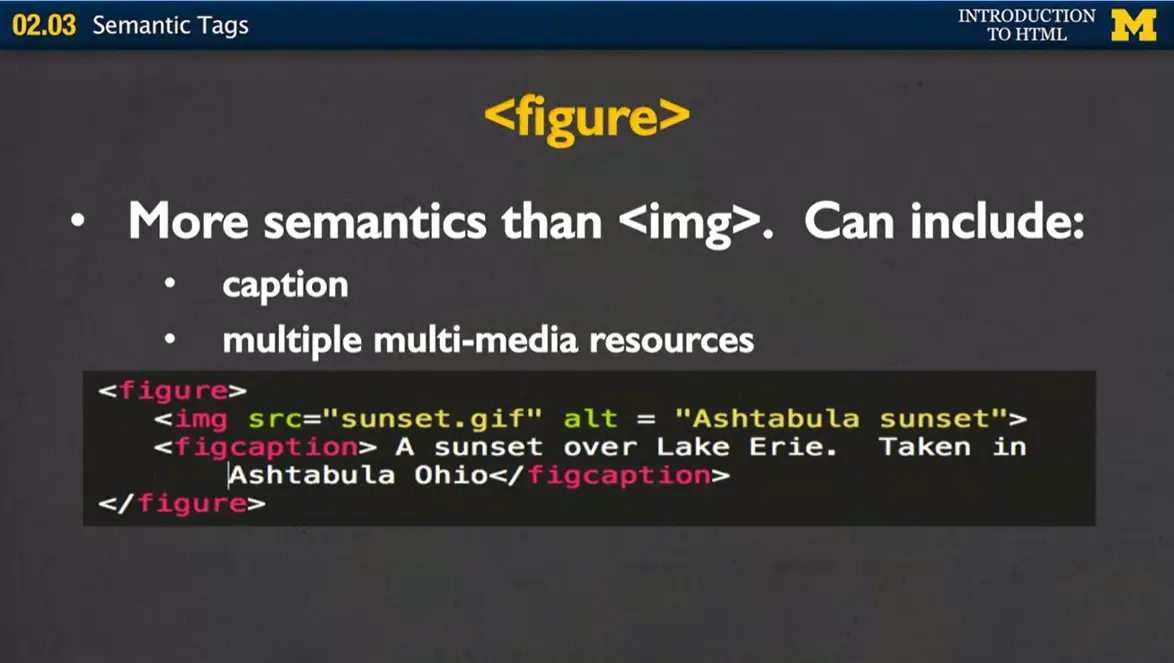 02.03 Semantic Tags
INTRODUCTION
TO HTML
M
<figure>
• More semantics than <img>.  Can include:
• caption
• multiple multi-media resources
<figure>
<img src="sunset.gif" alt = "Ashtabula sunset">
<figcaption> A sunset over Lake Erie.  Taken in
Ashtabula Ohio</figcaption>
</figure>